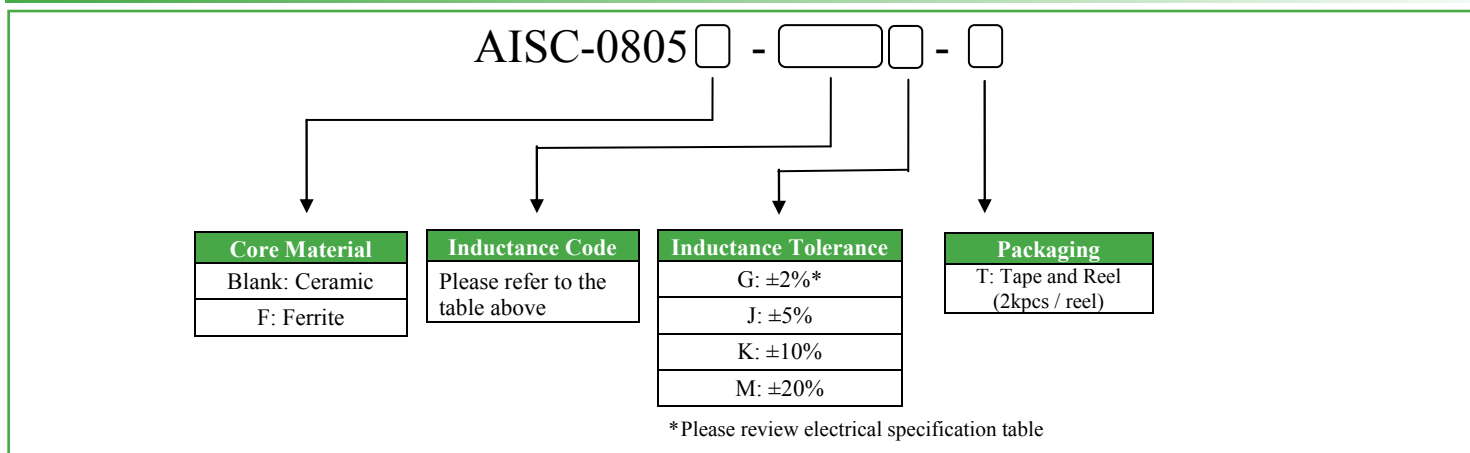 AISC-0805 - -
Core Material
Blank: Ceramic
F: Ferrite
Inductance Code
Please refer to the
table above
Inductance Tolerance
G: ±2%*
J: ±5%
K: ±10%
M: ±20%
Packaging
T: Tape and Reel
(2kpcs / reel)
*Please review electrical specification table